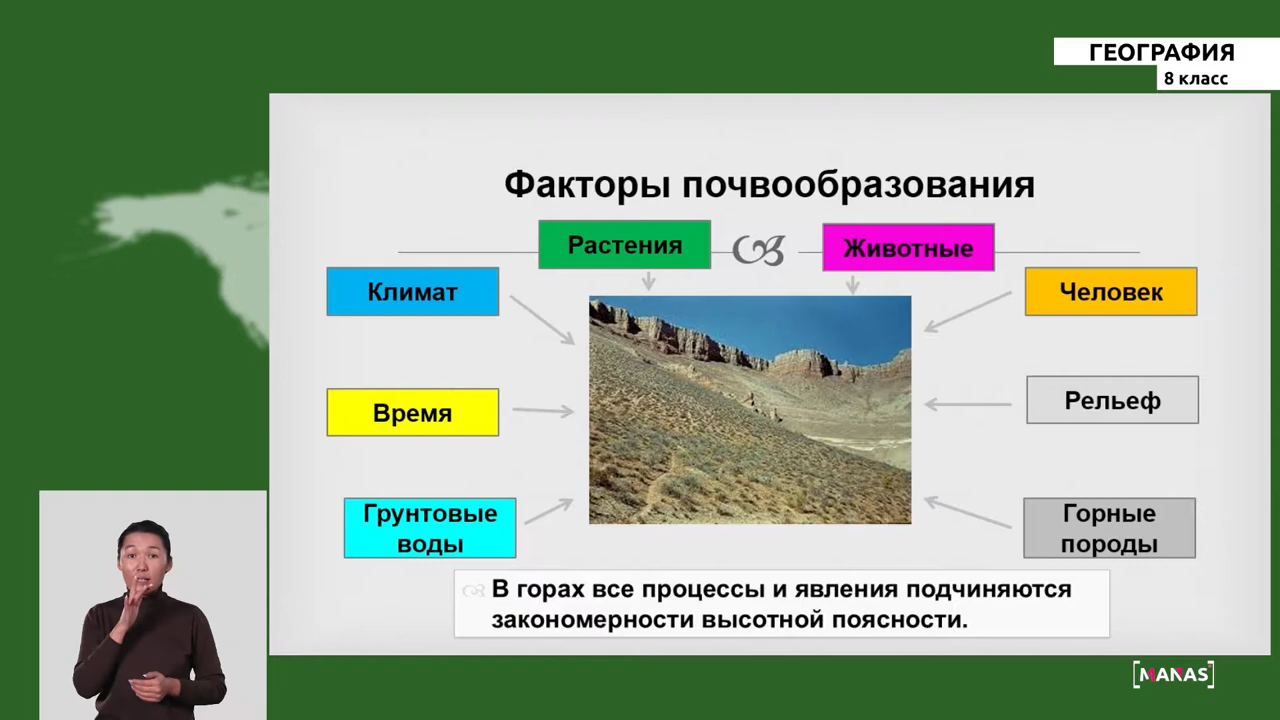 ГЕОГРАФИЯ
8 класс
Факторы почвообразования
Растения
Животные
Климат
Человек
Время
Рельеф
Грунтовые
воды
Горные
породы
В горах все процессы и явления подчиняются
закономерности высотной поясности.
[MANAS]